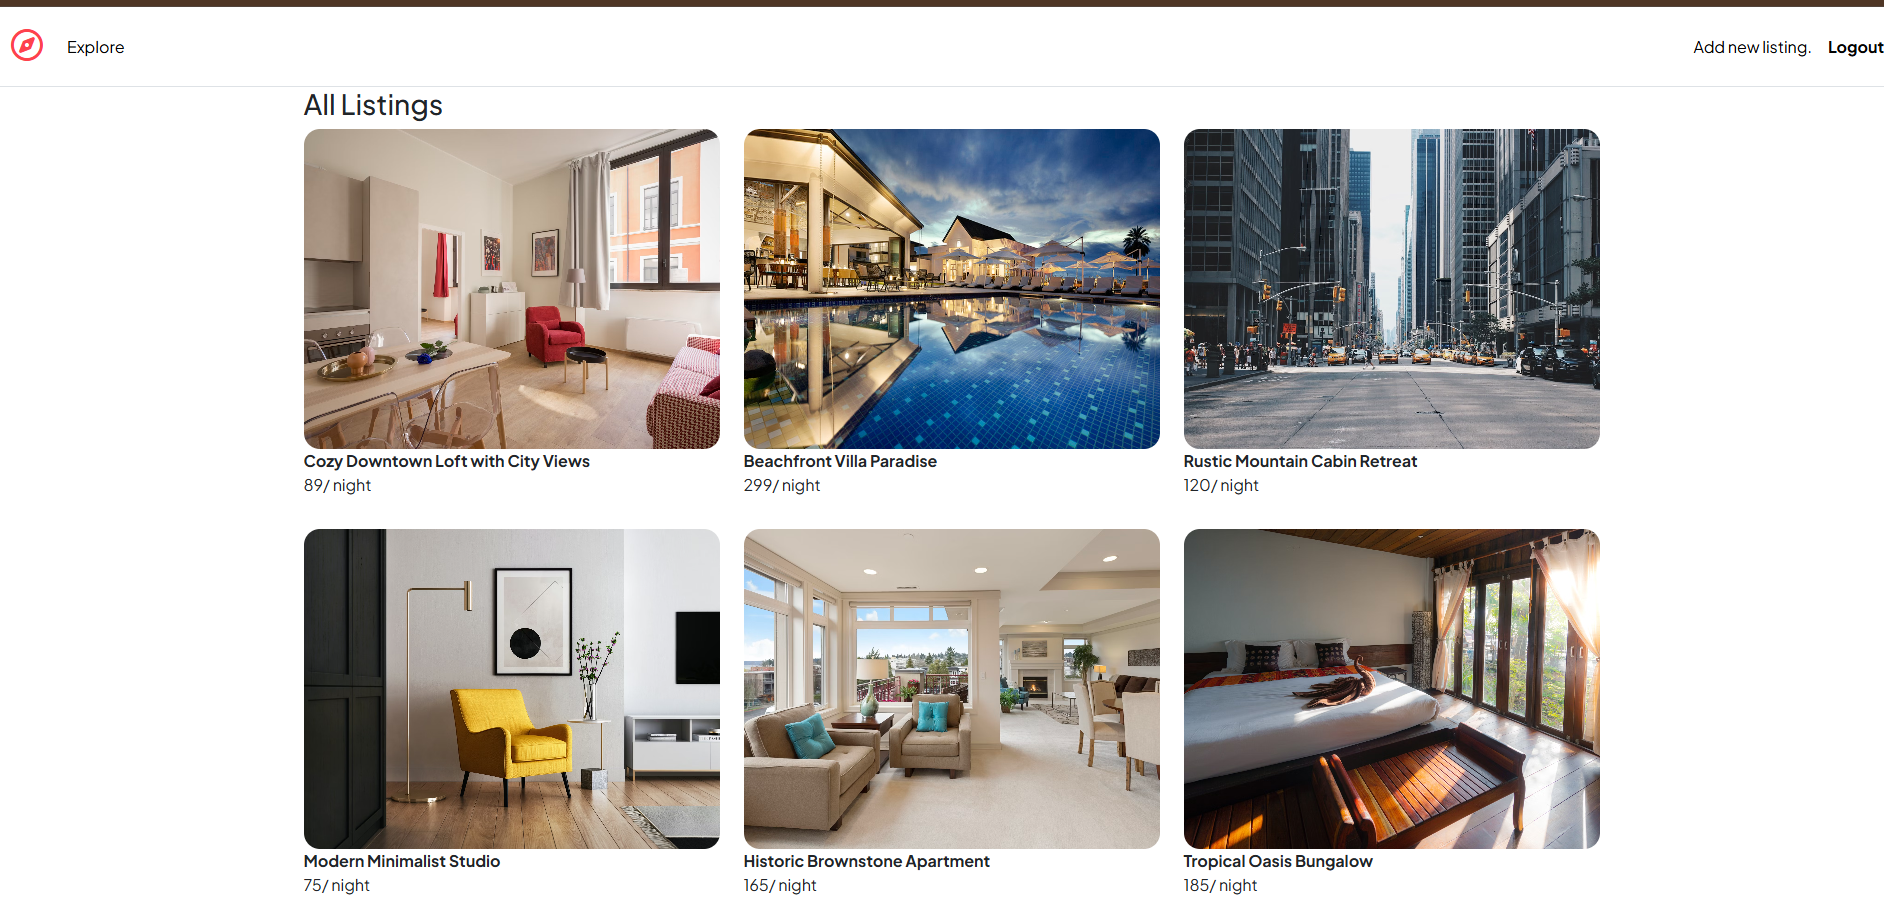 Explore
Add new listing.
Logout
All Listings
Cozy Downtown Loft with City Views
89/ night
Beachfront Villa Paradise
299/ night
Rustic Mountain Cabin Retreat
120/ night
Modern Minimalist Studio
75/ night
Historic Brownstone Apartment
165/ night
Tropical Oasis Bungalow
185/ night